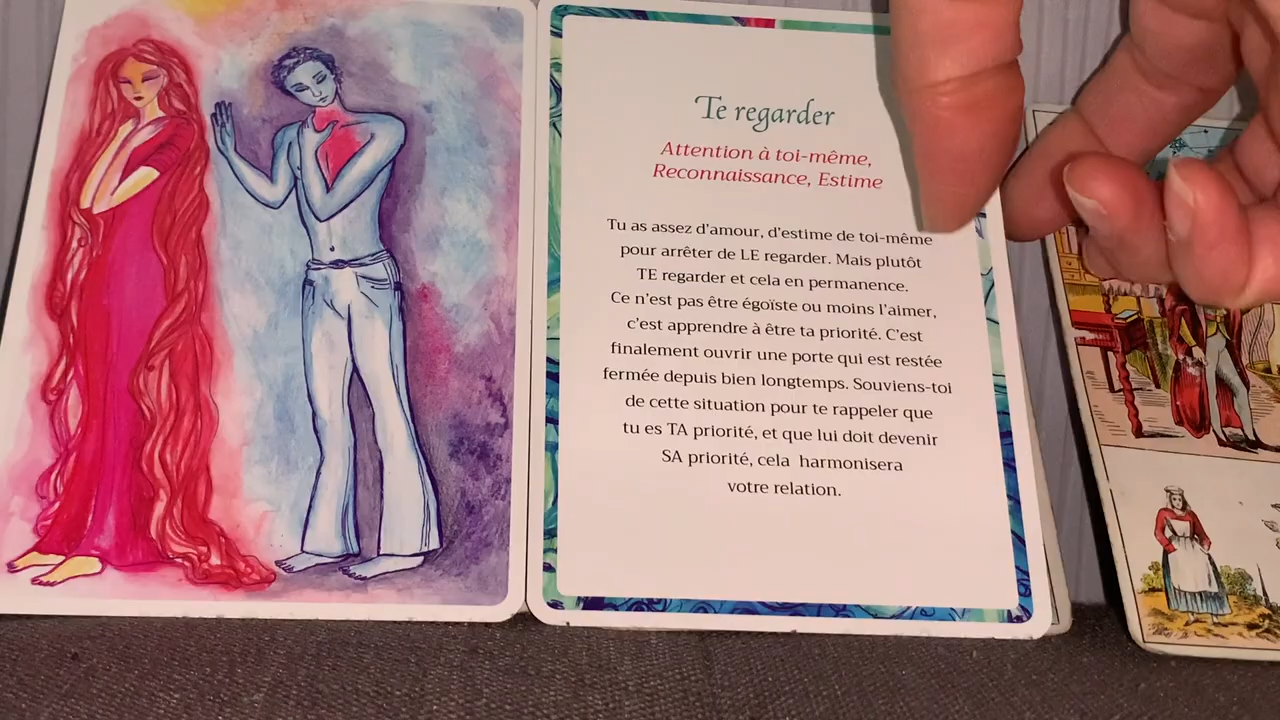 Te regarder
Attention à toi-même,
Reconnaissance, Estime
Tu as assez d'amour, d'estime de toi-même
pour arrêter de LE regarder. Mais plutôt
TE regarder et cela en permanence.
Ce n'est pas être égoïste ou moins l'aimer,
c'est apprendre à être ta priorité. C'est
finalement ouvrir une porte qui est restée
fermée depuis bien longtemps. Souviens-toi
de cette situation pour te rappeler que
tu es TA priorité, et que lui doit devenir
SA priorité, cela harmonisera
votre relation.